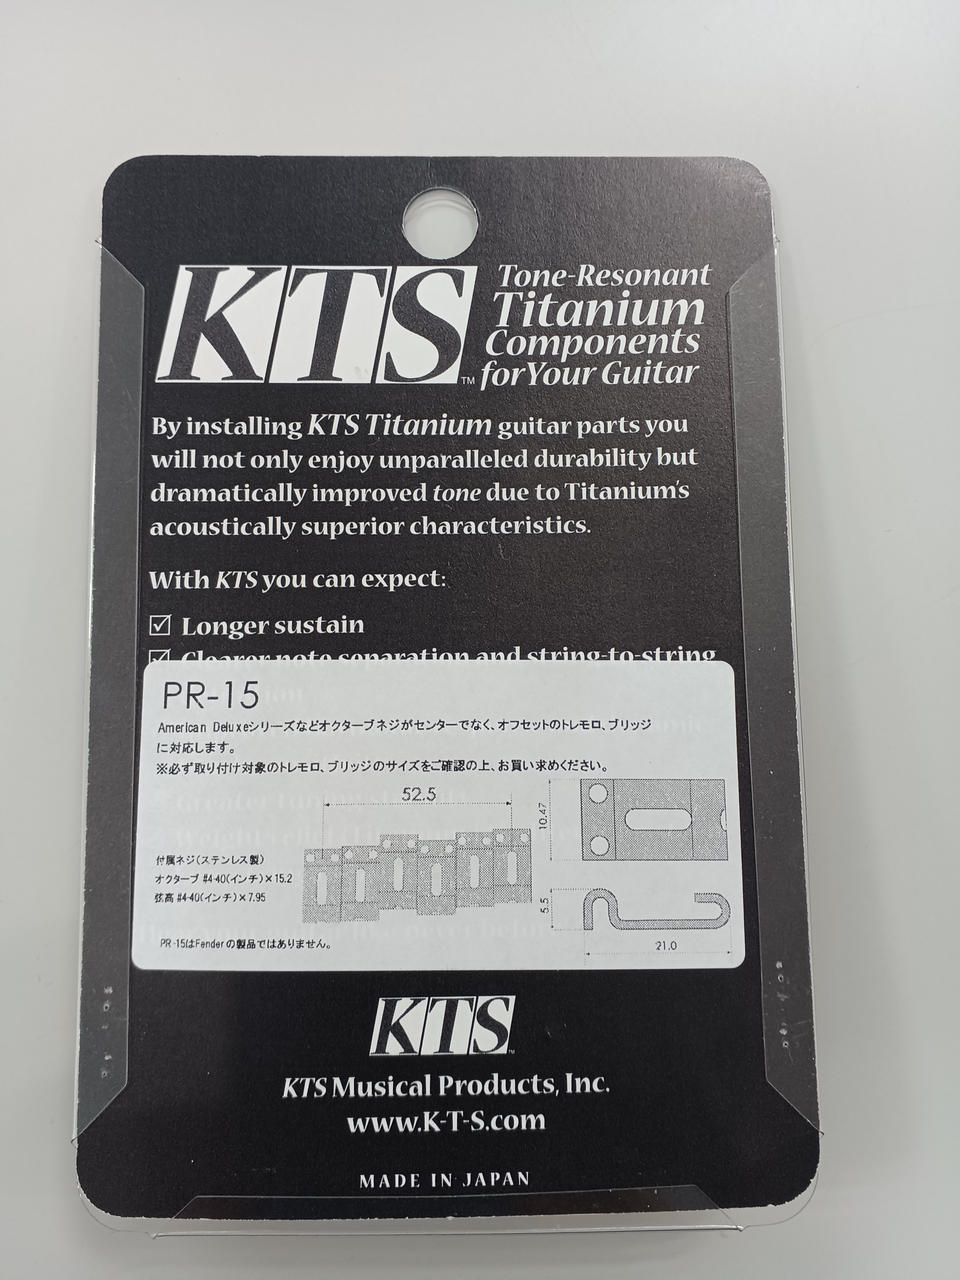 KTS™
Tone-Resonant
Titanium
Components
for Your Guitar
By installing KTS Titanium guitar parts you
will not only enjoy unparalleled durability but
dramatically improved tone due to Titanium's
acoustically superior characteristics.
With KTS you can expect:
☑ Longer sustain
☑ Clearer note separation and string-to-string
PR-15
American Deluxeシリーズなどオクターブネジがセンターでなく、オフセットのトレモロ、ブリッジ
に対応します。
※必ず取り付け対象のトレモロ、ブリッジのサイズをご確認の上、お買い求めください。
52.5
10.47
付属ネジ(ステンレス製)
オクターブ #4-40(インチ)×15.2
弦高 #4-40(インチ)×7.95
5.5
21.0
PR-15はFenderの製品ではありません。
KTS™
KTS Musical Products, Inc.
www.K-T-S.com
MADE IN JAPAN